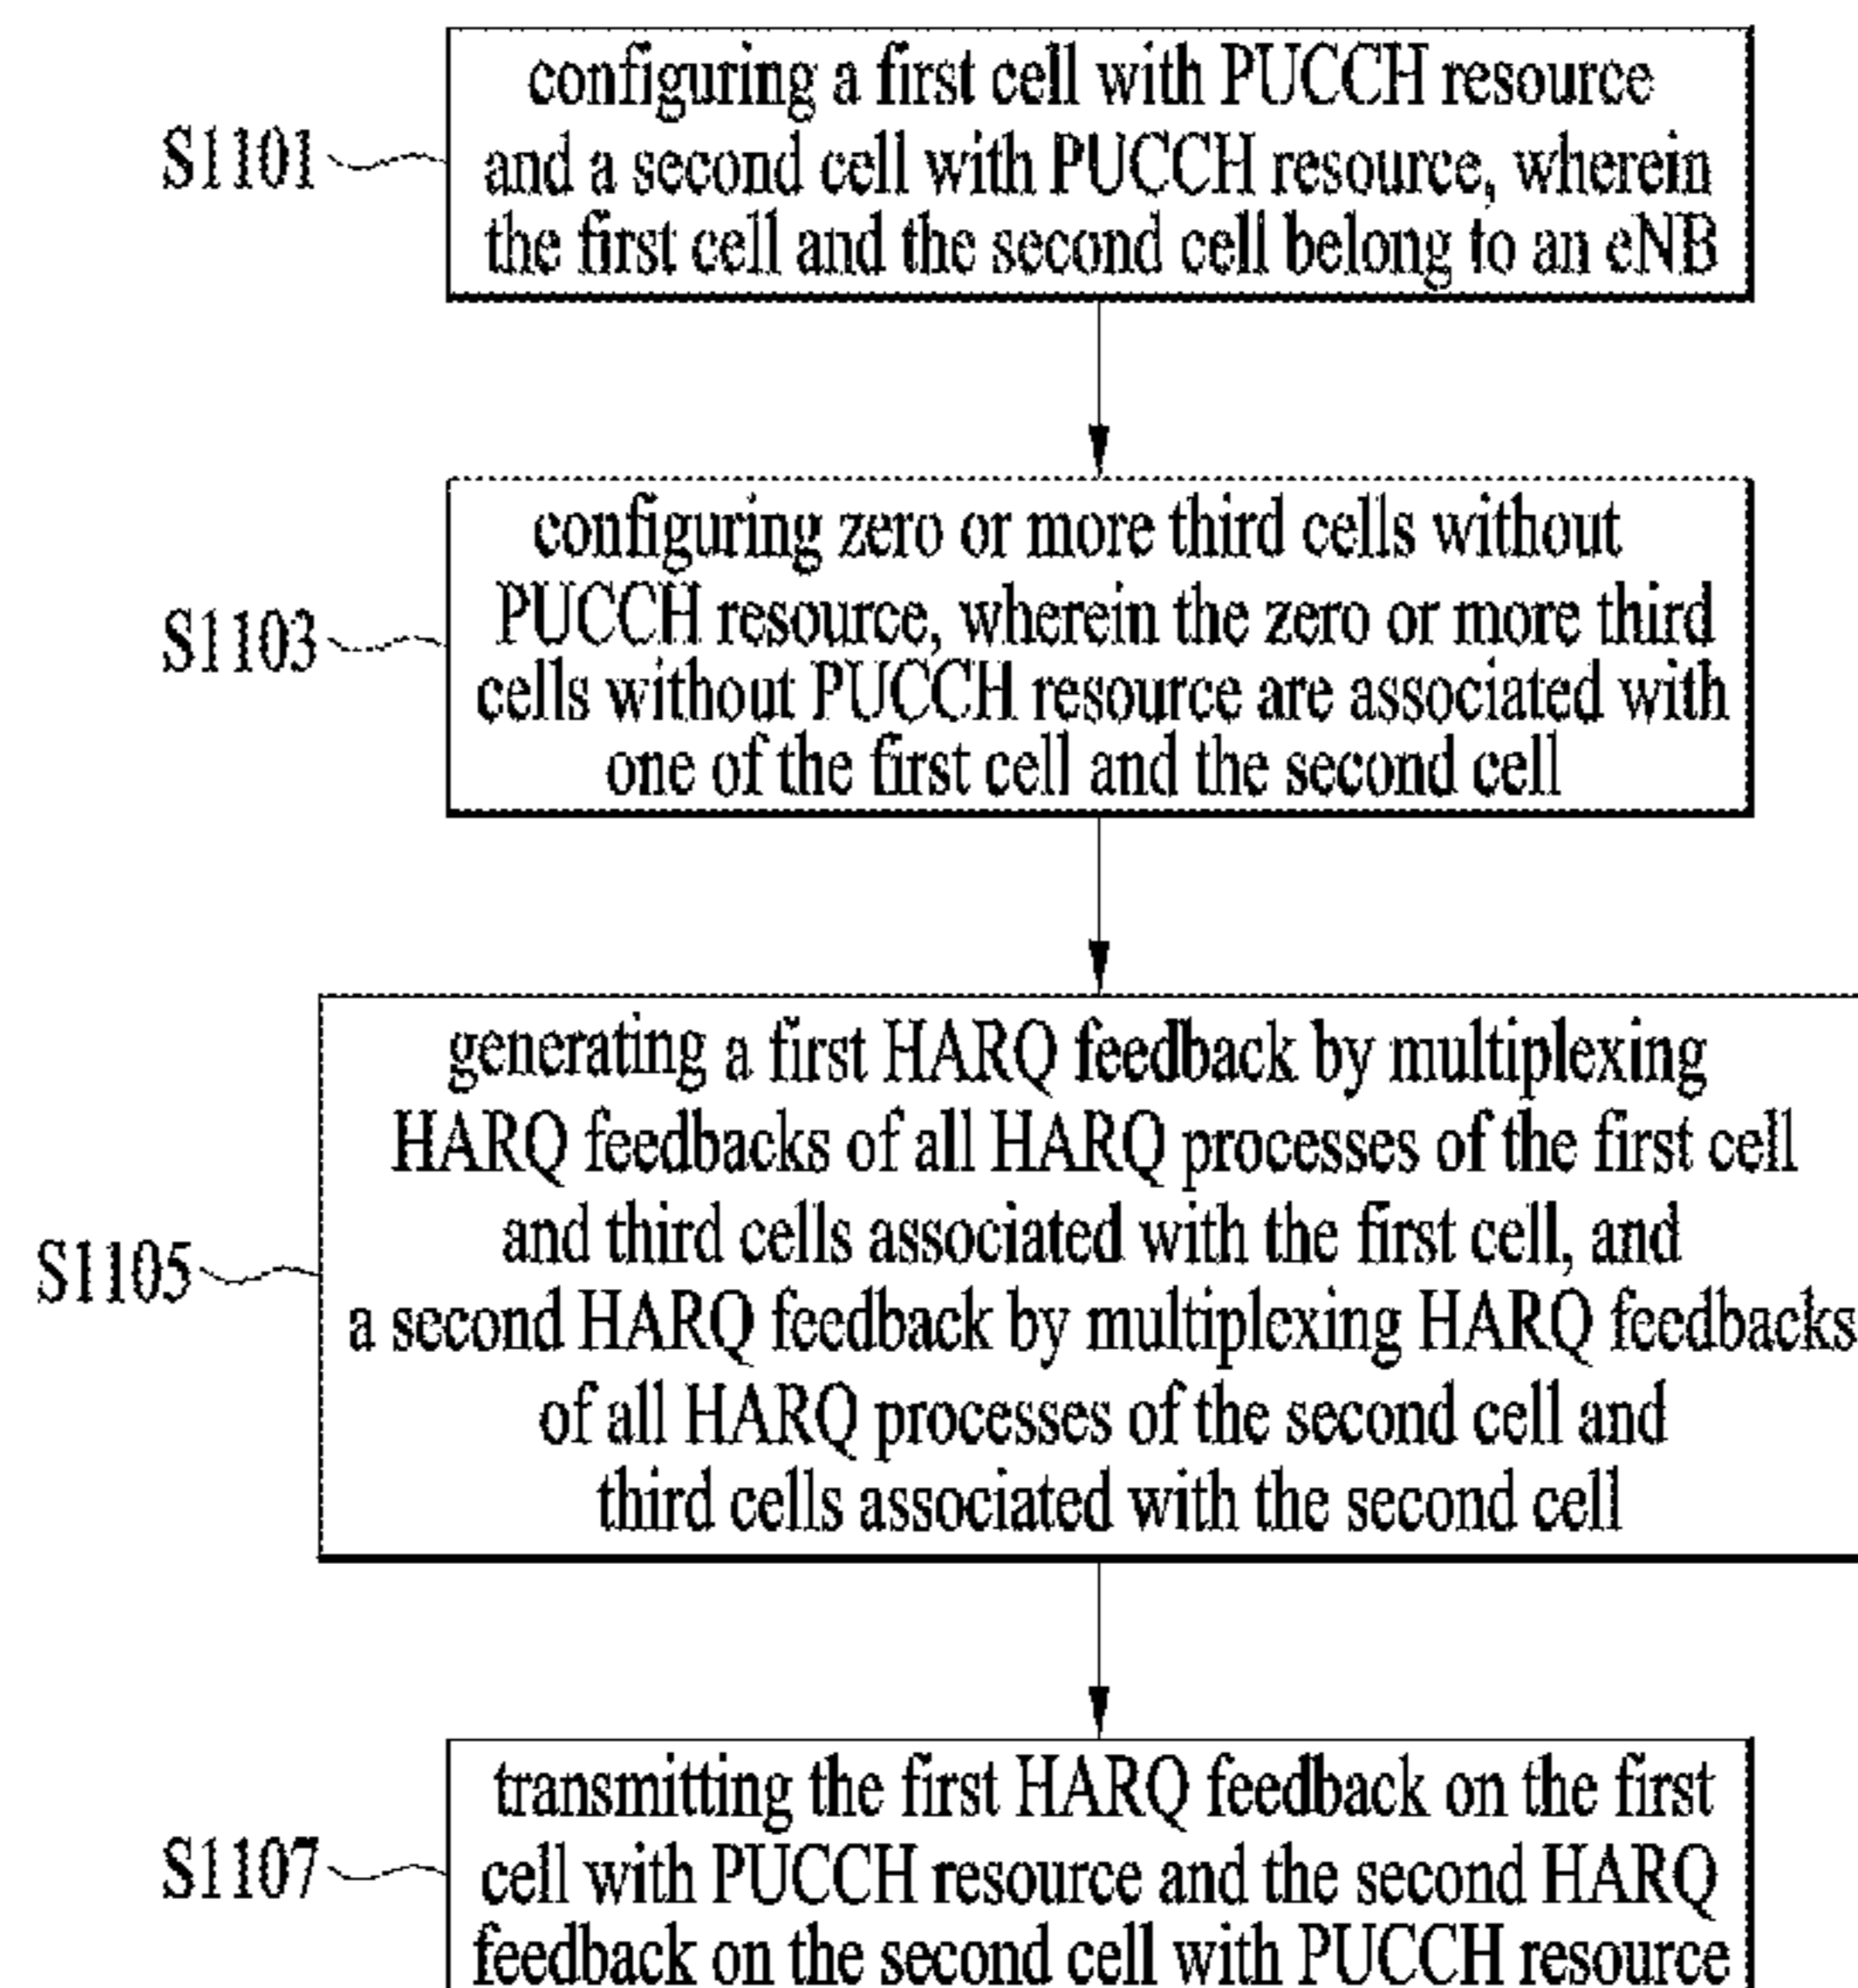 configuring a first cell with PUCCH resource
S1101
and a second cell with PUCCH resource, wherein
the first cell and the second cell belong to an eNB
configuring zero or more third cells without
S1103
PUCCH resource, wherein the zero or more third
cells without PUCCH resource are associated with
one of the first cell and the second cell
generating a first HARQ feedback by multiplexing
HARQ feedbacks of all HARQ processes of the first cell
and third cells associated with the first cell, and
S1105
a second HARQ feedback by multiplexing HARQ feedbacks
of all HARQ processes of the second cell and
third cells associated with the second cell
transmitting the first HARQ feedback on the first
S1107
cell with PUCCH resource and the second HARQ
feedback on the second cell with PUCCH resource